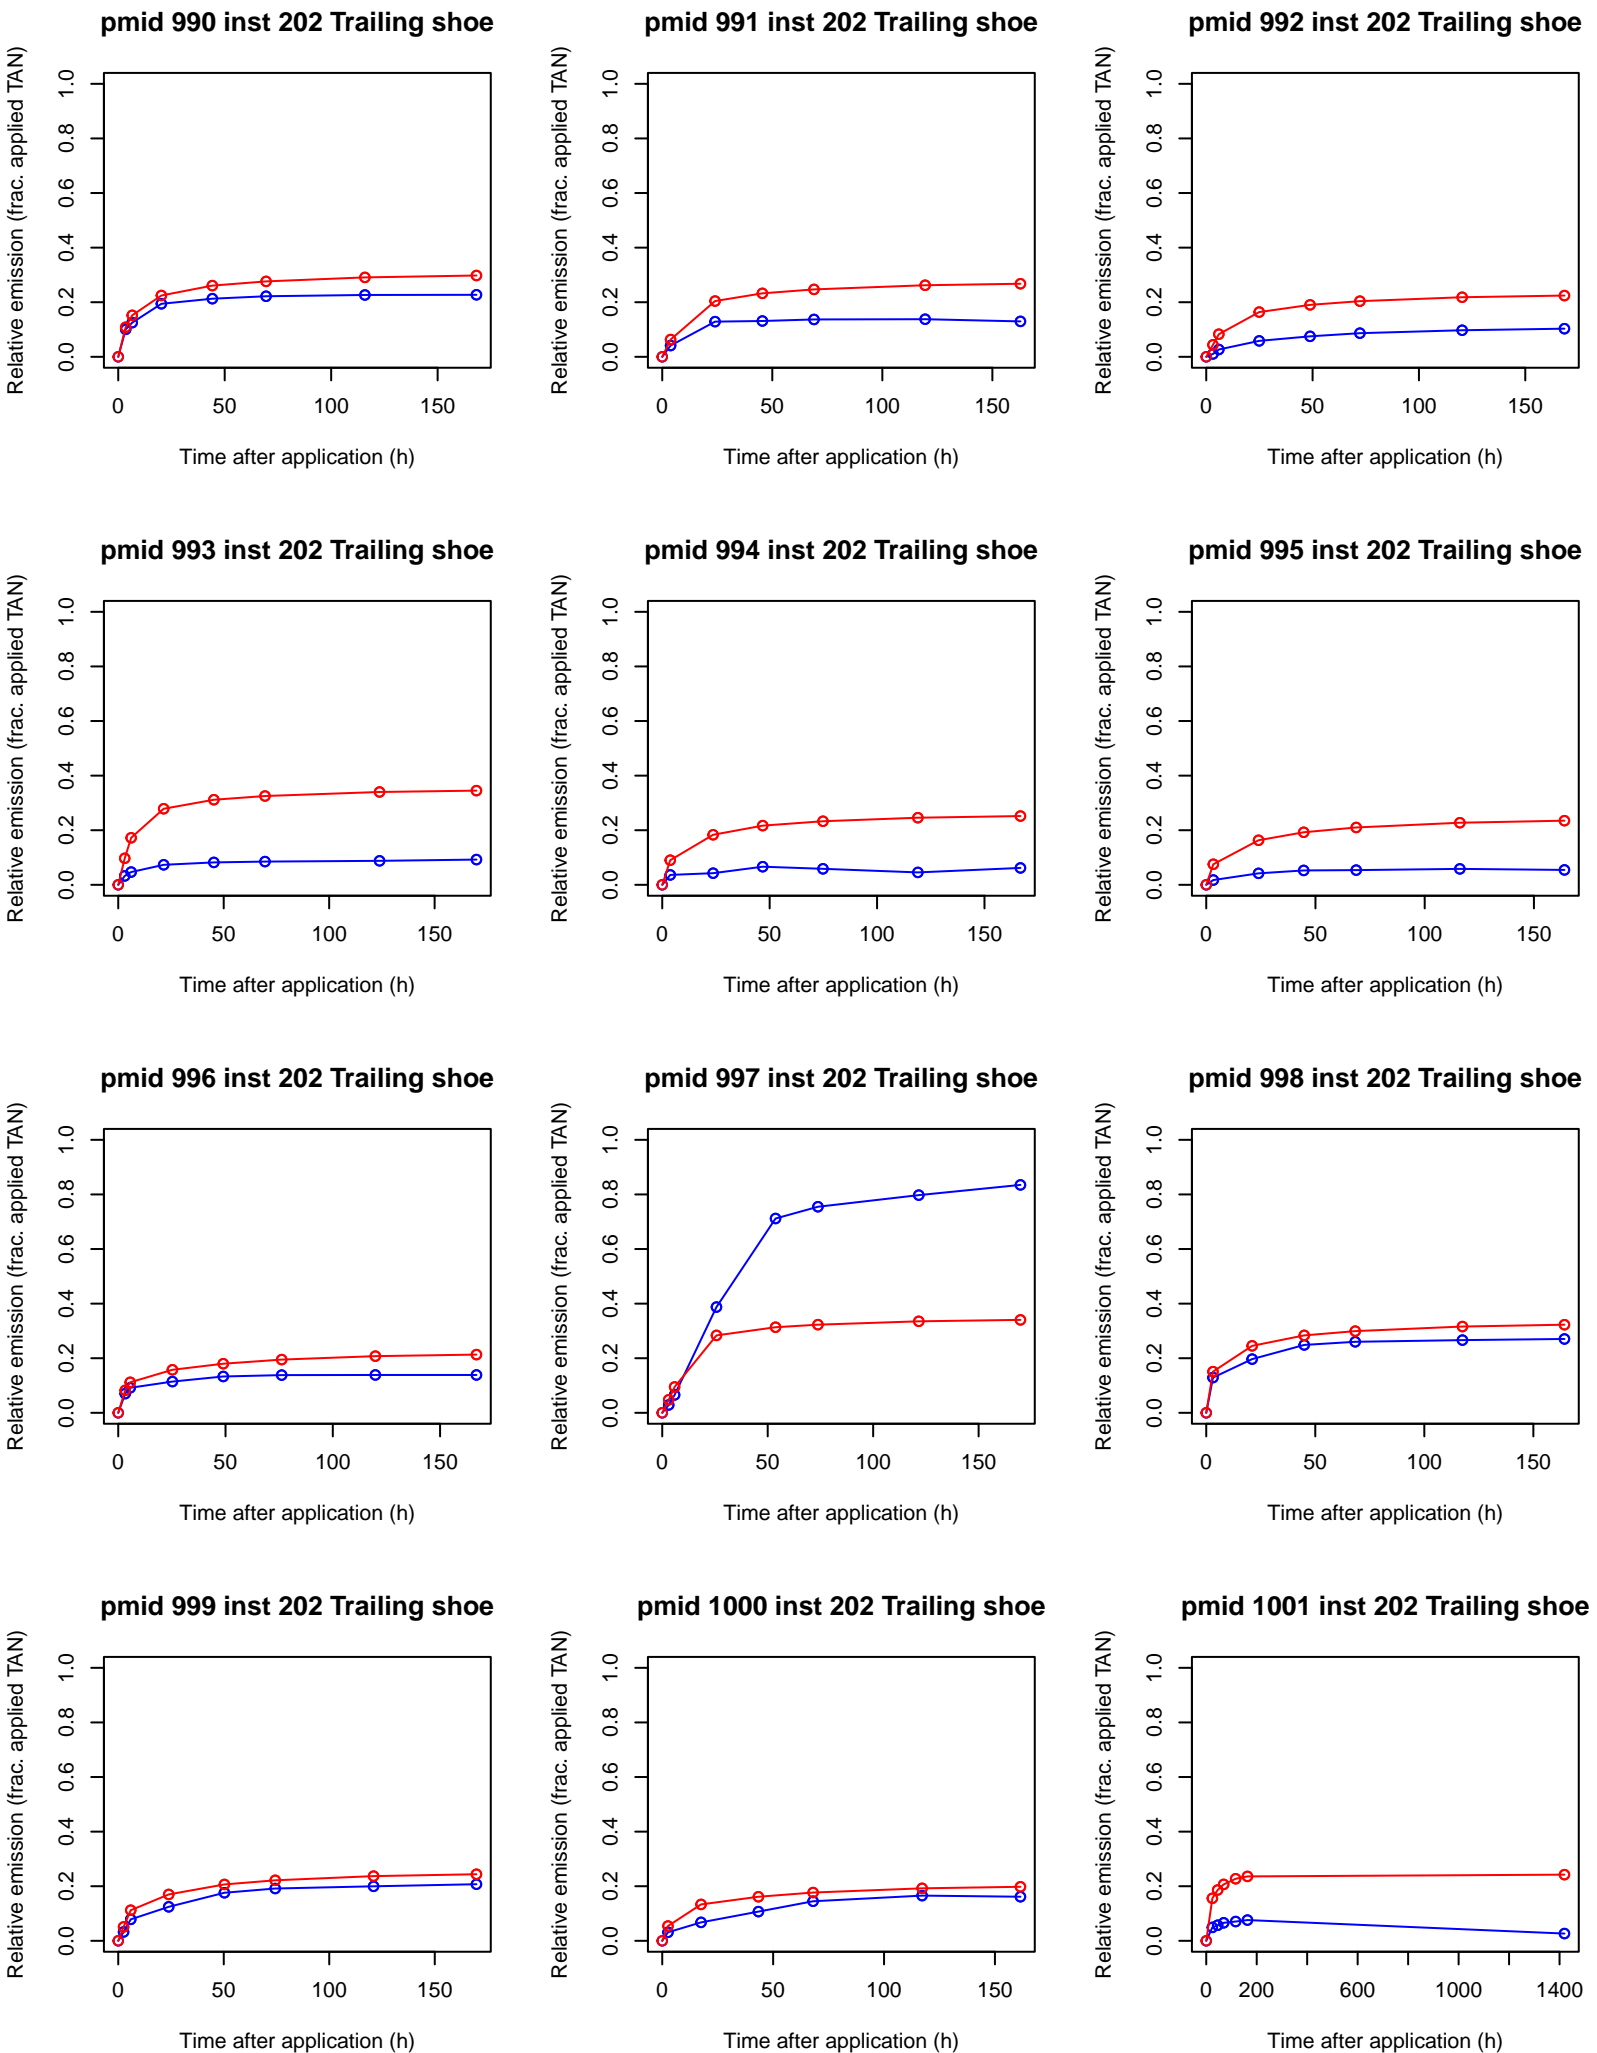 pmid 990 inst 202 Trailing shoe
Relative emission (frac. applied TAN)
0.0 0.2 0.4 0.6 0.8 1.0
0 50 100 150
Time after application (h)
pmid 991 inst 202 Trailing shoe
Relative emission (frac. applied TAN)
0.0 0.2 0.4 0.6 0.8 1.0
0 50 100 150
Time after application (h)
pmid 992 inst 202 Trailing shoe
Relative emission (frac. applied TAN)
0.0 0.2 0.4 0.6 0.8 1.0
0 50 100 150
Time after application (h)
pmid 993 inst 202 Trailing shoe
Relative emission (frac. applied TAN)
0.0 0.2 0.4 0.6 0.8 1.0
0 50 100 150
Time after application (h)
pmid 994 inst 202 Trailing shoe
Relative emission (frac. applied TAN)
0.0 0.2 0.4 0.6 0.8 1.0
0 50 100 150
Time after application (h)
pmid 995 inst 202 Trailing shoe
Relative emission (frac. applied TAN)
0.0 0.2 0.4 0.6 0.8 1.0
0 50 100 150
Time after application (h)
pmid 996 inst 202 Trailing shoe
Relative emission (frac. applied TAN)
0.0 0.2 0.4 0.6 0.8 1.0
0 50 100 150
Time after application (h)
pmid 997 inst 202 Trailing shoe
Relative emission (frac. applied TAN)
0.0 0.2 0.4 0.6 0.8 1.0
0 50 100 150
Time after application (h)
pmid 998 inst 202 Trailing shoe
Relative emission (frac. applied TAN)
0.0 0.2 0.4 0.6 0.8 1.0
0 50 100 150
Time after application (h)
pmid 999 inst 202 Trailing shoe
Relative emission (frac. applied TAN)
0.0 0.2 0.4 0.6 0.8 1.0
0 50 100 150
Time after application (h)
pmid 1000 inst 202 Trailing shoe
Relative emission (frac. applied TAN)
0.0 0.2 0.4 0.6 0.8 1.0
0 50 100 150
Time after application (h)
pmid 1001 inst 202 Trailing shoe
Relative emission (frac. applied TAN)
0.0 0.2 0.4 0.6 0.8 1.0
0 200 600 1000 1400
Time after application (h)